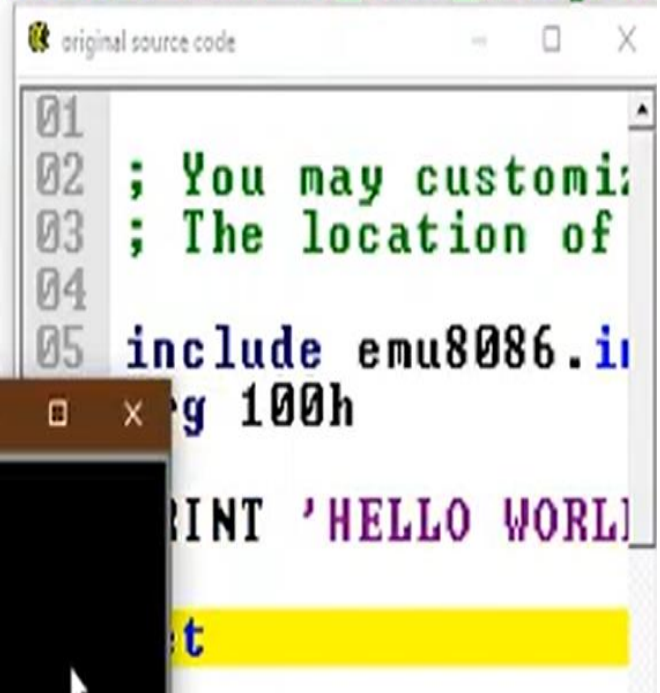 original source code
01
02 ; You may customi
03 ; The location of
04
05 include emu8086.i
g 100h
RINT 'HELLO WORL
t